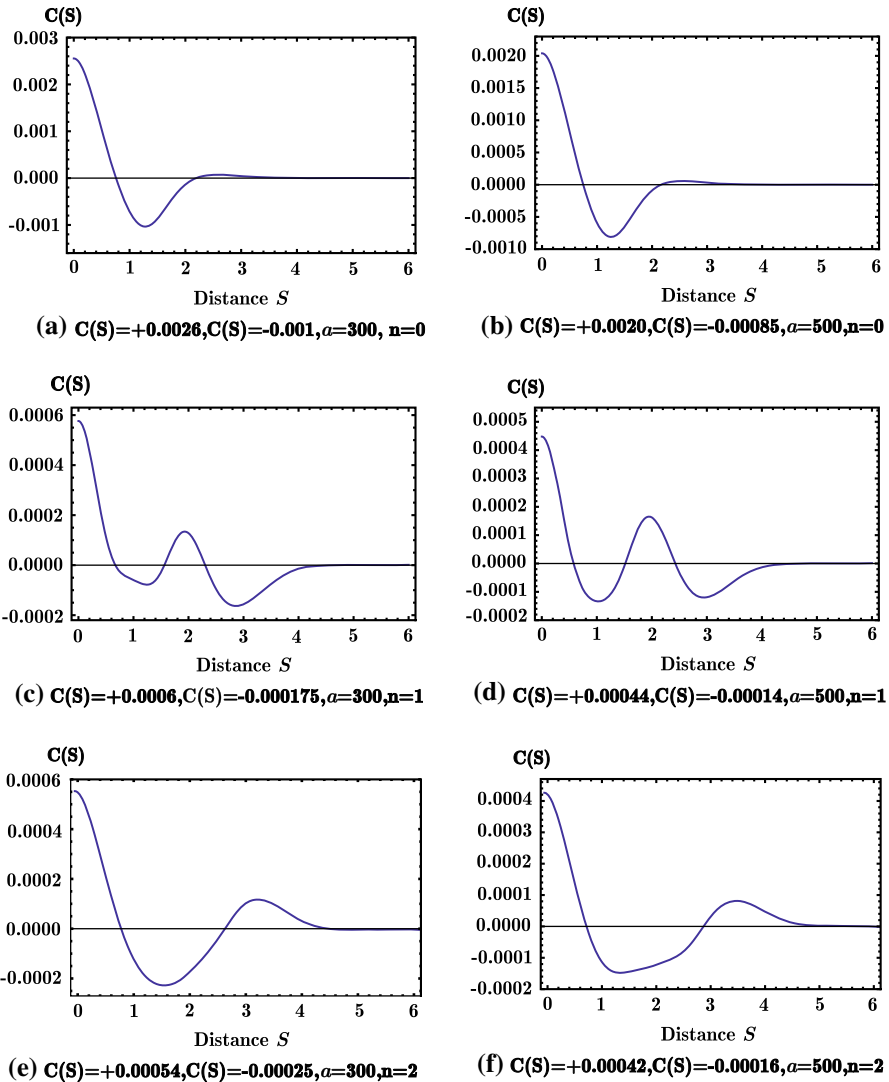 C(S)
0.003
0.002
0.001
0.000
-0.001
0 1 2 3 4 5 6
Distance S
(a) C(S)=+0.0026,C(S)=-0.001,a=300, n=0
C(S)
0.0020
0.0015
0.0010
0.0005
0.0000
-0.0005
-0.0010
0 1 2 3 4 5 6
Distance S
(b) C(S)=+0.0020,C(S)=-0.00085,a=500,n=0
C(S)
0.0006
0.0004
0.0002
0.0000
-0.0002
0 1 2 3 4 5 6
Distance S
(c) C(S)=+0.0006,C(S)=-0.000175,a=300,n=1
C(S)
0.0005
0.0004
0.0003
0.0002
0.0001
0.0000
-0.0001
-0.0002
0 1 2 3 4 5 6
Distance S
(d) C(S)=+0.00044,C(S)=-0.00014,a=500,n=1
C(S)
0.0006
0.0004
0.0002
0.0000
-0.0002
0 1 2 3 4 5 6
Distance S
(e) C(S)=+0.00054,C(S)=-0.00025,a=300,n=2
C(S)
0.0004
0.0003
0.0002
0.0001
0.0000
-0.0001
-0.0002
0 1 2 3 4 5 6
Distance S
(f) C(S)=+0.00042,C(S)=-0.00016,a=500,n=2